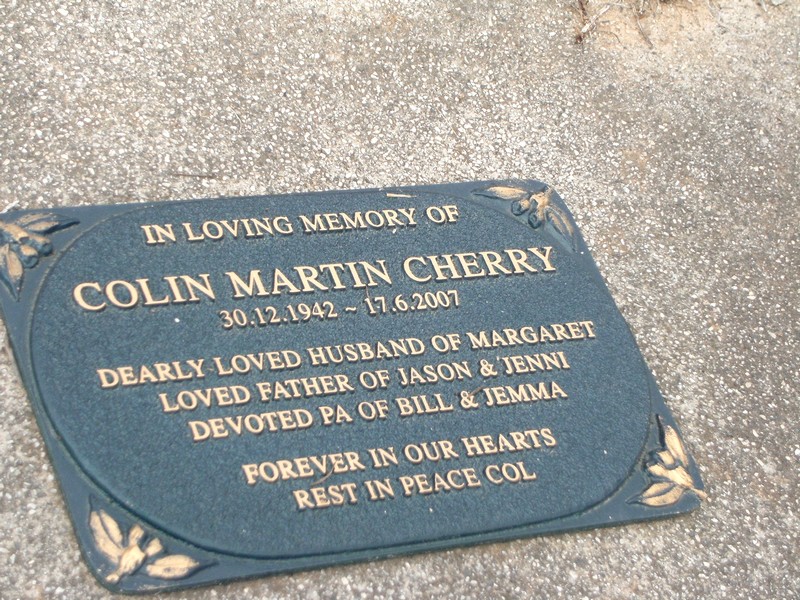 IN LOVING MEMORY OF
COLIN MARTIN CHERRY
30.12.1942 ~ 17.6.2007
DEARLY LOVED HUSBAND OF MARGARET
LOVED FATHER OF JASON & JENNI
DEVOTED PA OF BILL & JEMMA
FOREVER IN OUR HEARTS
REST IN PEACE COL